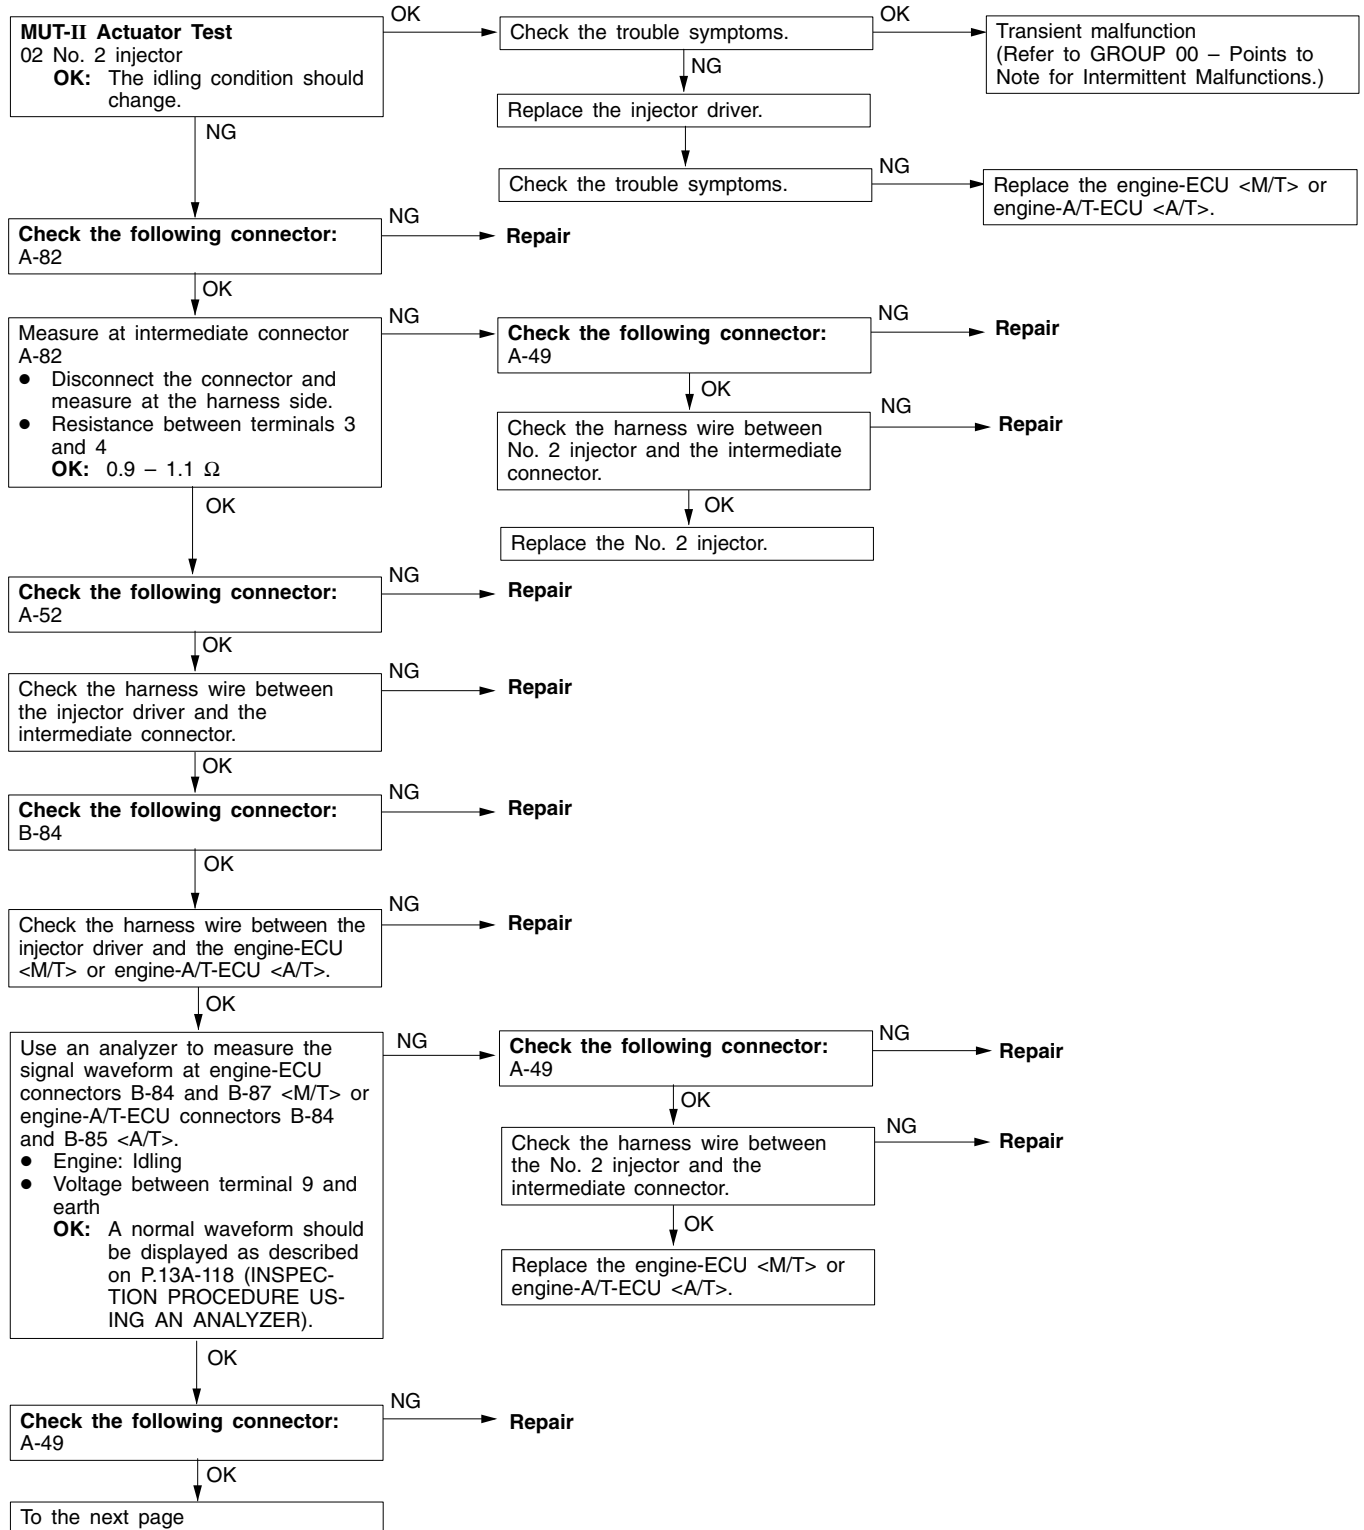 MUT-II Actuator Test
02 No. 2 injector
OK: The idling condition should
change.
OK
Check the trouble symptoms.
OK
Transient malfunction
(Refer to GROUP 00 – Points to
Note for Intermittent Malfunctions.)
NG
Replace the injector driver.
NG
Check the trouble symptoms.
NG
Replace the engine-ECU <M/T> or
engine-A/T-ECU <A/T>.
Check the following connector:
A-82
NG
Repair
OK
Measure at intermediate connector
A-82
● Disconnect the connector and
measure at the harness side.
● Resistance between terminals 3
and 4
OK: 0.9 – 1.1 Ω
NG
Check the following connector:
A-49
NG
Repair
OK
Check the harness wire between
No. 2 injector and the intermediate
connector.
NG
Repair
OK
Replace the No. 2 injector.
OK
Check the following connector:
A-52
NG
Repair
OK
Check the harness wire between
the injector driver and the
intermediate connector.
NG
Repair
OK
Check the following connector:
B-84
NG
Repair
OK
Check the harness wire between the
injector driver and the engine-ECU
<M/T> or engine-A/T-ECU <A/T>.
NG
Repair
OK
Use an analyzer to measure the
signal waveform at engine-ECU
connectors B-84 and B-87 <M/T> or
engine-A/T-ECU connectors B-84
and B-85 <A/T>.
● Engine: Idling
● Voltage between terminal 9 and
earth
OK: A normal waveform should
be displayed as described
on P.13A-118 (INSPEC-
TION PROCEDURE US-
ING AN ANALYZER).
NG
Check the following connector:
A-49
NG
Repair
OK
Check the harness wire between
the No. 2 injector and the
intermediate connector.
NG
Repair
OK
Replace the engine-ECU <M/T> or
engine-A/T-ECU <A/T>.
OK
Check the following connector:
A-49
NG
Repair
OK
To the next page